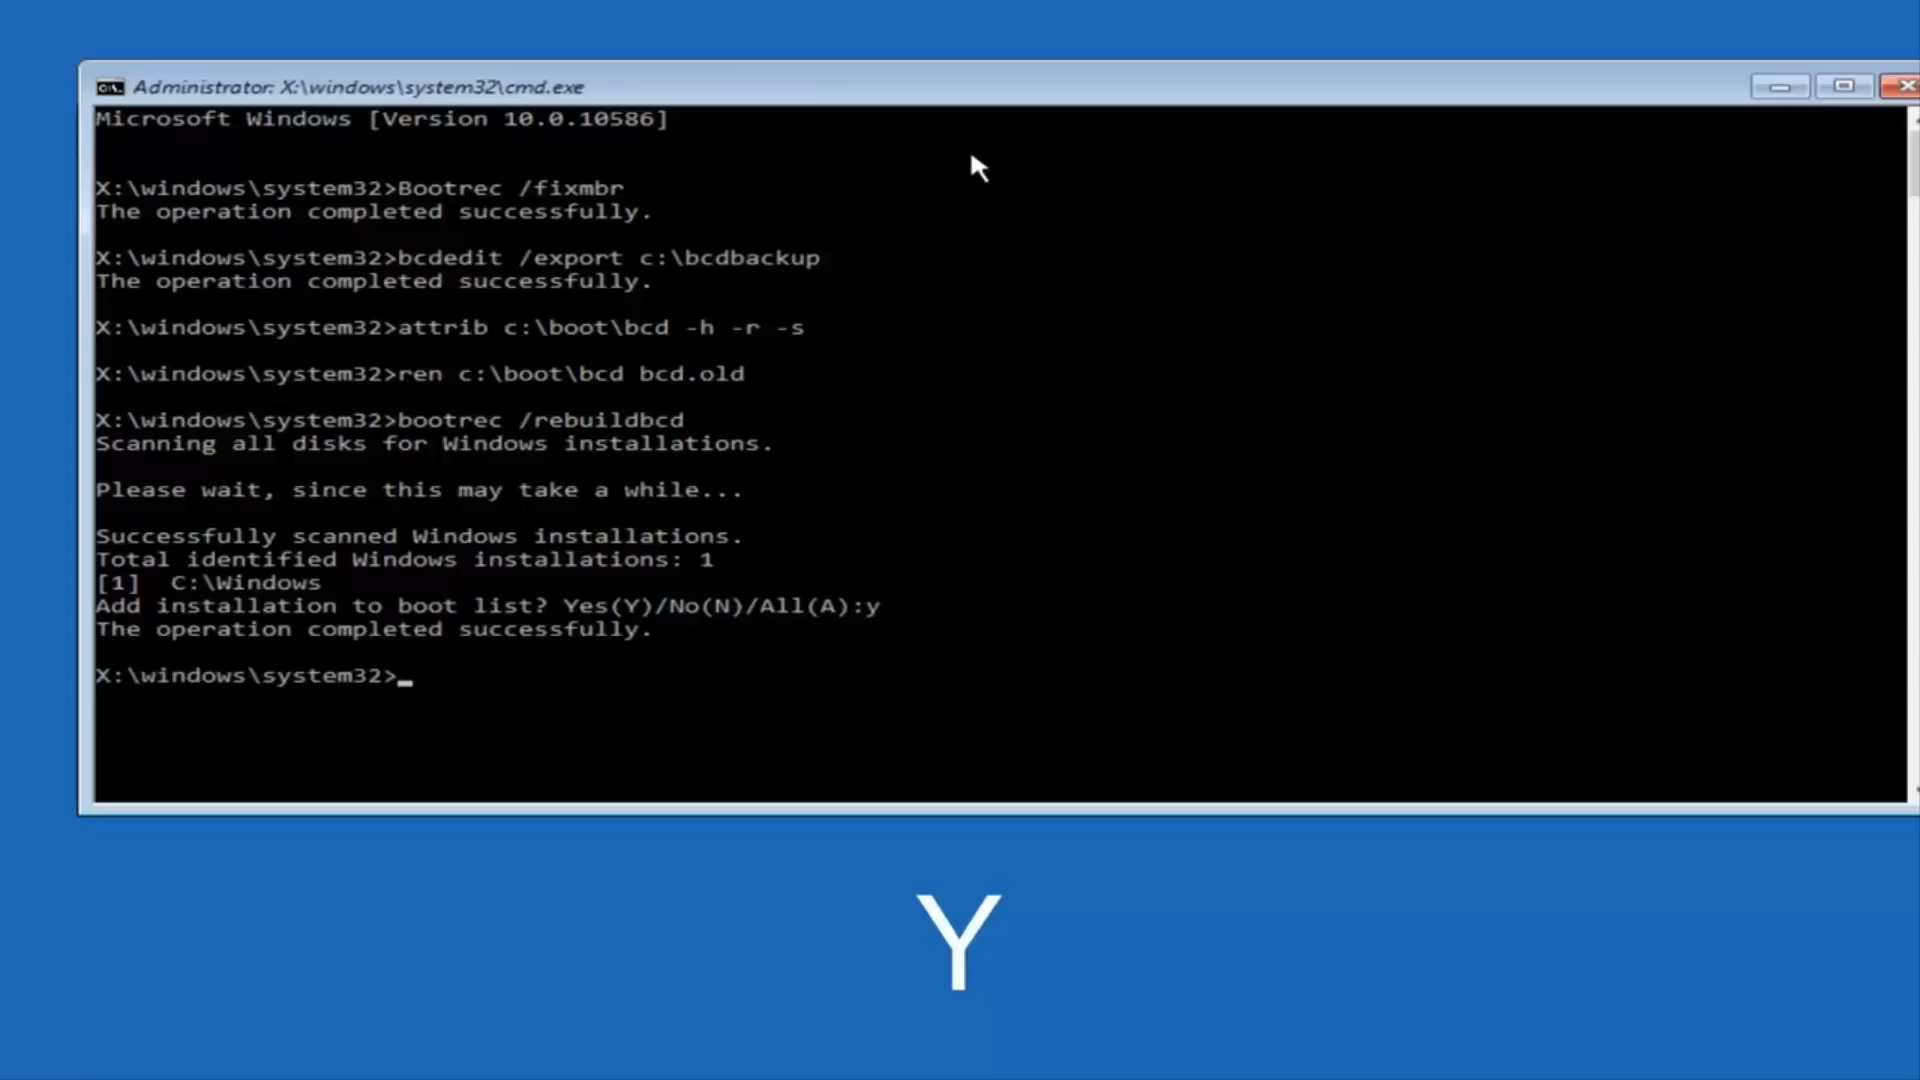 Administrator: X:\windows\system32\cmd.exe
Microsoft Windows [Version 10.0.10586]
X:\windows\system32>Bootrec /fixmbr
The operation completed successfully.
X:\windows\system32>bcdedit /export c:\bcdbackup
The operation completed successfully.
X:\windows\system32>attrib c:\boot\bcd -h -r -s
X:\windows\system32>ren c:\boot\bcd bcd.old
X:\windows\system32>bootrec /rebuildbcd
Scanning all disks for Windows installations.
Please wait, since this may take a while...
Successfully scanned Windows installations.
Total identified Windows installations: 1
[1]  C:\Windows
Add installation to boot list? Yes(Y)/No(N)/All(A):y
The operation completed successfully.
X:\windows\system32>_
Y